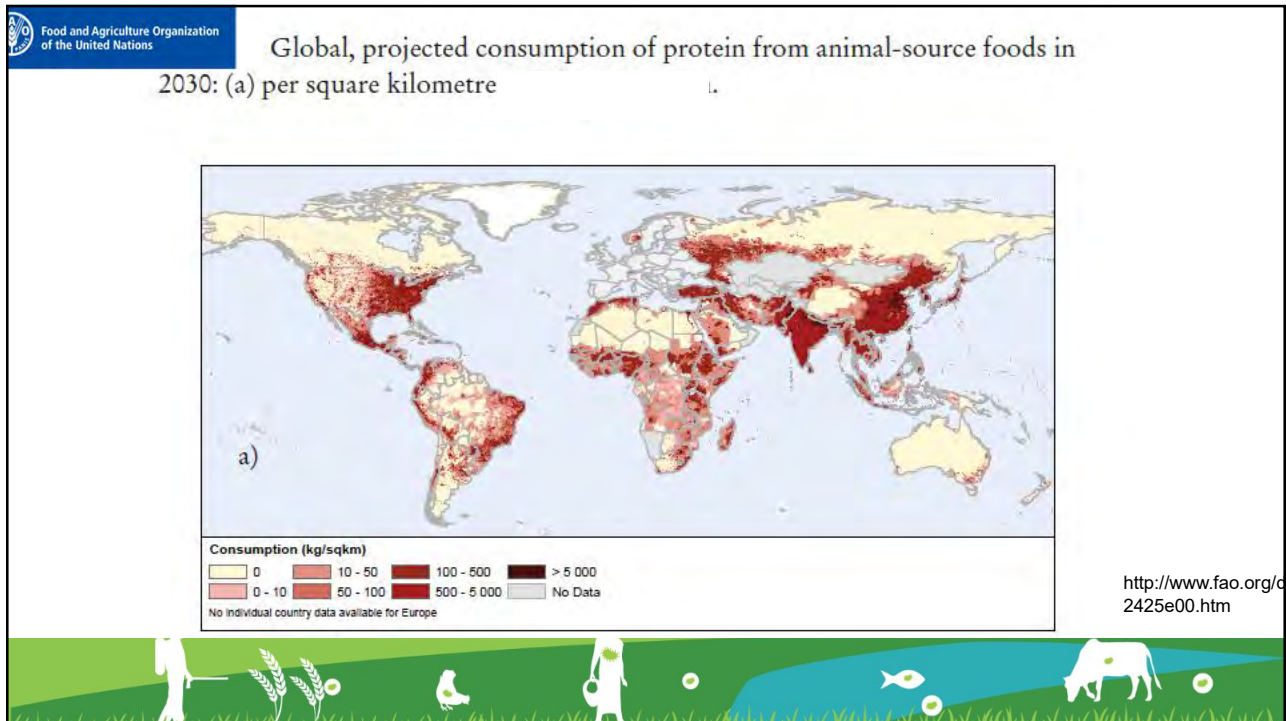 Food and Agriculture Organization
of the United Nations
Global, projected consumption of protein from animal-source foods in
2030: (a) per square kilometre
a)
Consumption (kg/sqkm)
0 10 - 50 100 - 500 > 5 000
0 - 10 50 - 100 500 - 5 000 No Data
No individual country data available for Europe
http://www.fao.org/
2425e00.htm